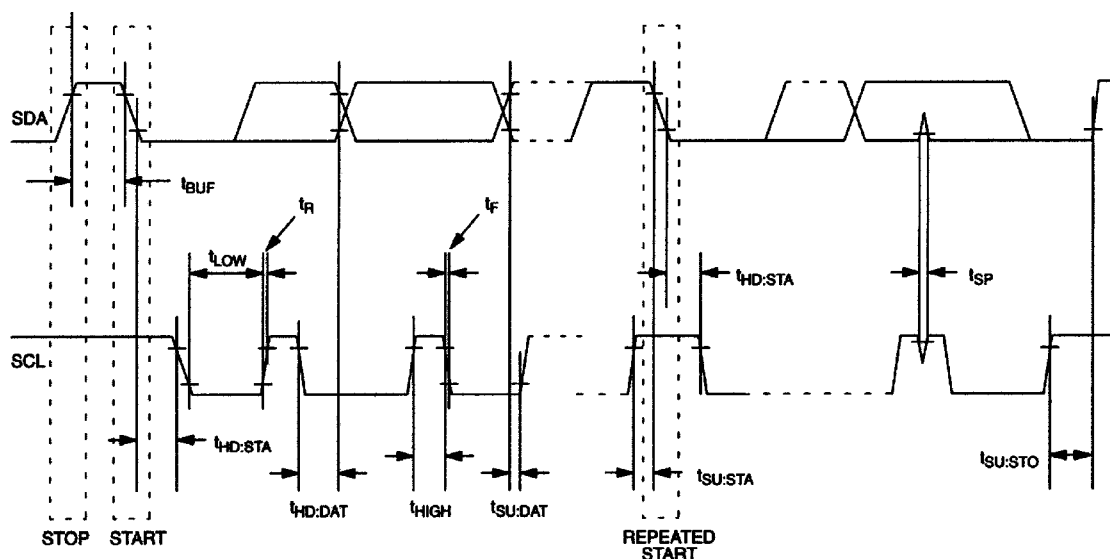 SDA
tBUF
tR
tF
tLOW
tHD:STA
tSP
SCL
tHD:STA
tSU:STA
tSU:STO
tHD:DAT
tHIGH
tSU:DAT
STOP
START
REPEATED
START